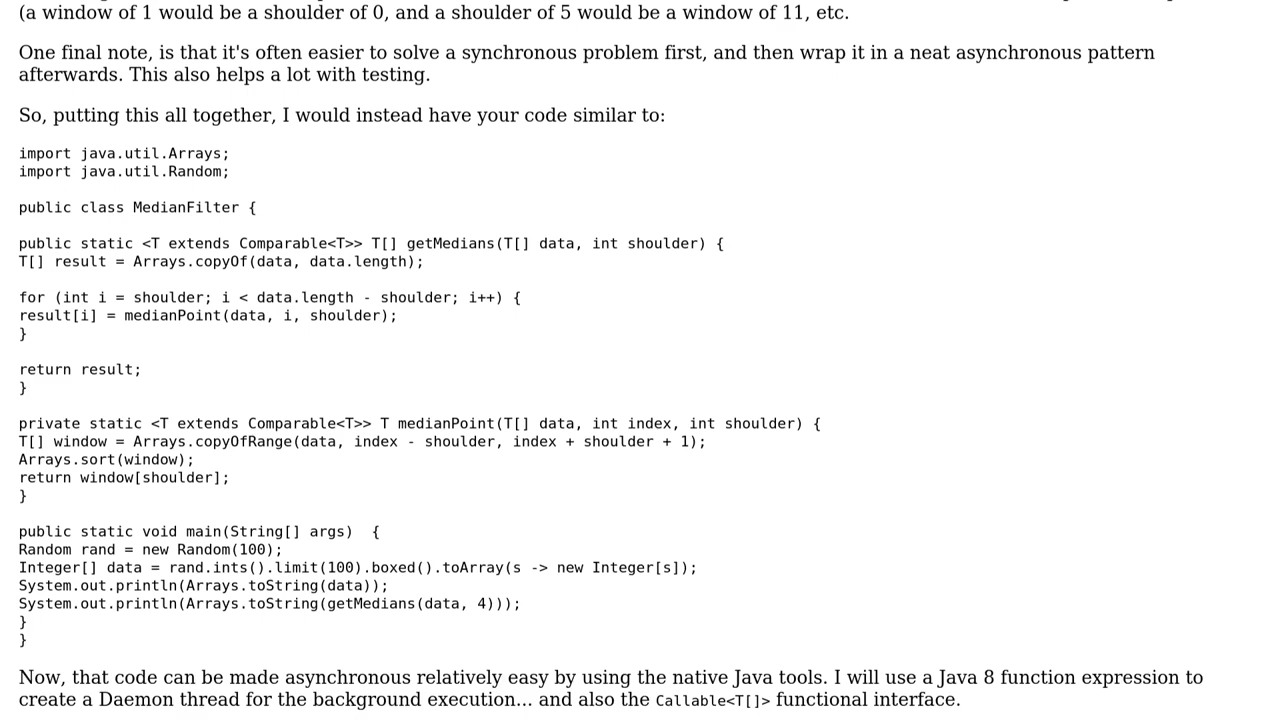 (a window of 1 would be a shoulder of 0, and a shoulder of 5 would be a window of 11, etc.
One final note, is that it's often easier to solve a synchronous problem first, and then wrap it in a neat asynchronous pattern
afterwards. This also helps a lot with testing.
So, putting this all together, I would instead have your code similar to:
import java.util.Arrays;
import java.util.Random;
public class MedianFilter {
public static <T extends Comparable<T>> T[] getMedians(T[] data, int shoulder) {
T[] result = Arrays.copyOf(data, data.length);
for (int i = shoulder; i < data.length - shoulder; i++) {
result[i] = medianPoint(data, i, shoulder);
}
return result;
}
private static <T extends Comparable<T>> T medianPoint(T[] data, int index, int shoulder) {
T[] window = Arrays.copyOfRange(data, index - shoulder, index + shoulder + 1);
Arrays.sort(window);
return window[shoulder];
}
public static void main(String[] args)  {
Random rand = new Random(100);
Integer[] data = rand.ints().limit(100).boxed().toArray(s -> new Integer[s]);
System.out.println(Arrays.toString(data));
System.out.println(Arrays.toString(getMedians(data, 4)));
}
}
Now, that code can be made asynchronous relatively easy by using the native Java tools. I will use a Java 8 function expression to
create a Daemon thread for the background execution... and also the Callable<T[]> functional interface.